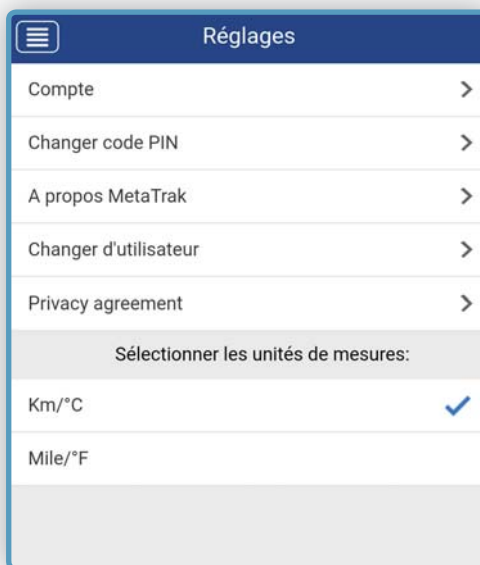 Réglages
Compte
Changer code PIN
A propos MetaTrak
Changer d'utilisateur
Privacy agreement
Sélectionner les unités de mesures:
Km/°C
Mile/°F